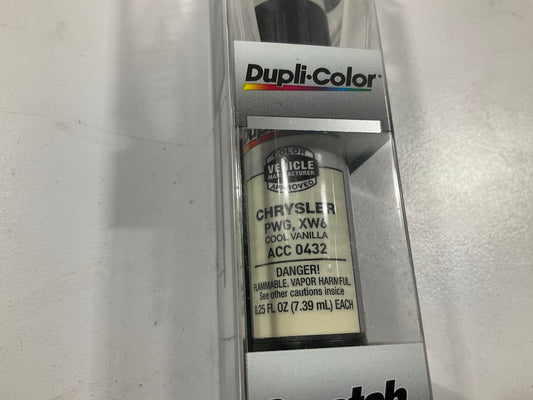 Dupli·Color
COLOR
VEHICLE
MANUFACTURER
APPROVED
CHRYSLER
PWG, XW6
COOL VANILLA
ACC 0432
DANGER!
FLAMMABLE. VAPOR HARMFUL.
See other cautions inside
0.25 FL OZ (7.39 mL) EACH